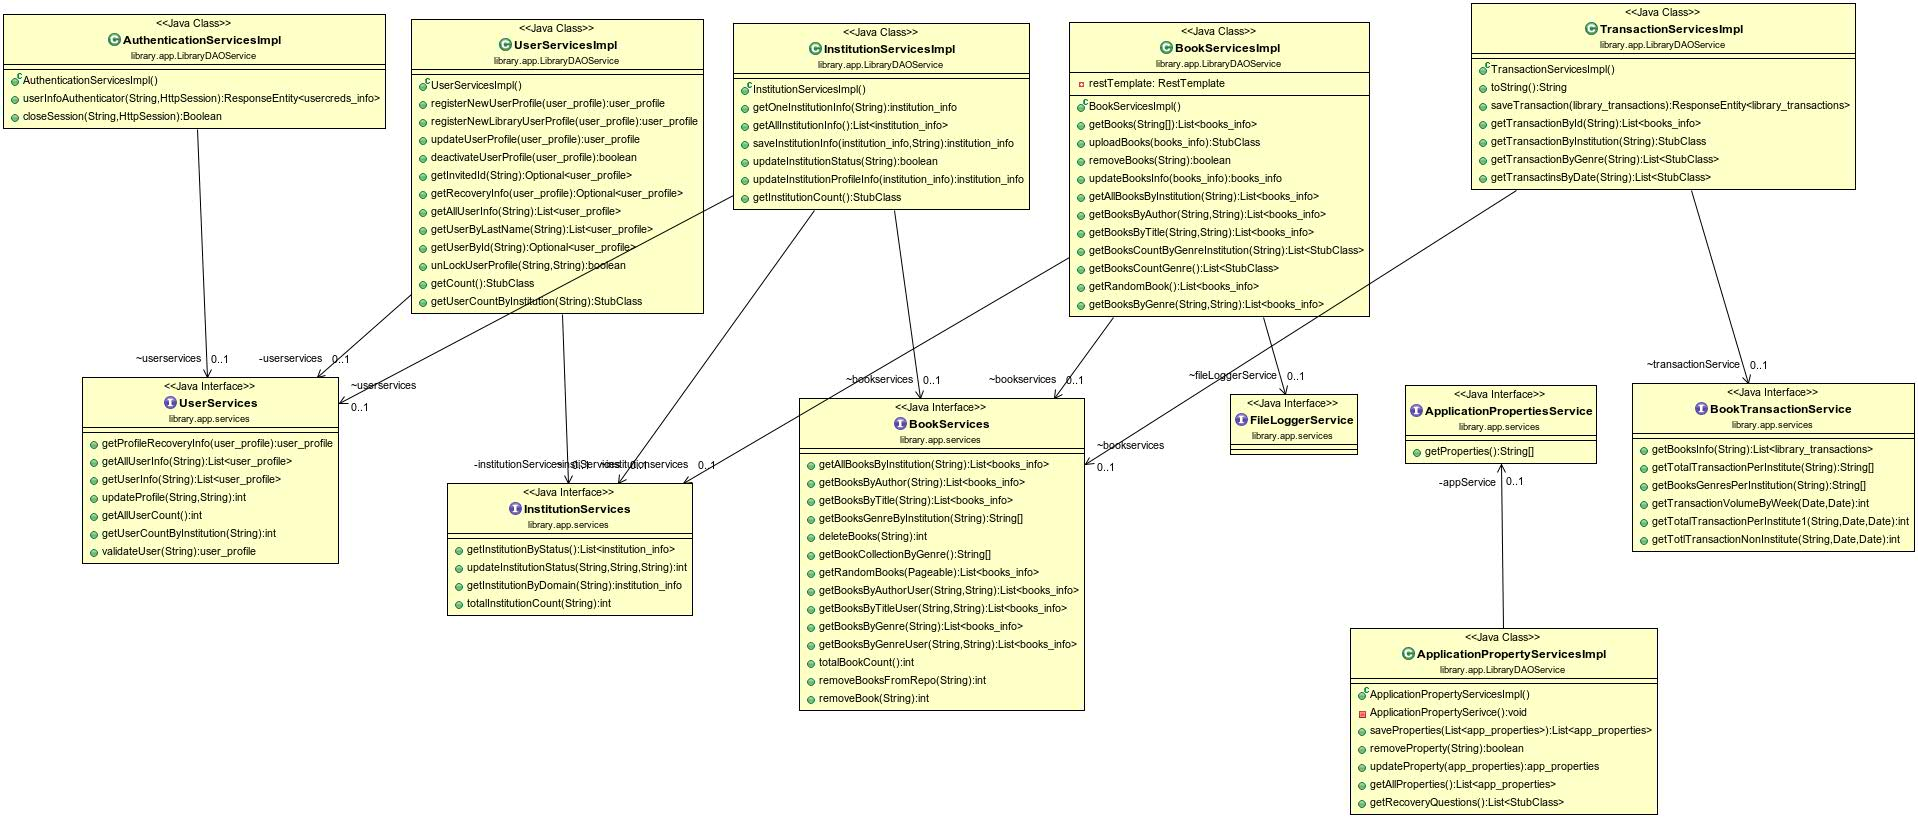 <<Java Class>>
AuthenticationServicesImpl
library.app.LibraryDAOService
AuthenticationServicesImpl()
userInfoAuthenticator(String,HttpSession):ResponseEntity<usercreds_info>
closeSession(String,HttpSession):Boolean
<<Java Class>>
UserServicesImpl
library.app.LibraryDAOService
UserServicesImpl()
registerNewUserProfile(user_profile):user_profile
registerNewLibraryUserProfile(user_profile):user_profile
updateUserProfile(user_profile):user_profile
deactivateUserProfile(user_profile):boolean
getInvitedId(String):Optional<user_profile>
getRecoveryInfo(user_profile):Optional<user_profile>
getAllUserInfo(String):List<user_profile>
getUserByLastName(String):List<user_profile>
getUserById(String):Optional<user_profile>
unLockUserProfile(String,String):boolean
getCount():StubClass
getUserCountByInstitution(String):StubClass
<<Java Class>>
InstitutionServicesImpl
library.app.LibraryDAOService
InstitutionServicesImpl()
getOneInstitutionInfo(String):institution_info
getAllInstitutionInfo():List<institution_info>
saveInstitutionInfo(institution_info,String):institution_info
updateInstitutionStatus(String):boolean
updateInstitutionProfileInfo(institution_info):institution_info
getInstitutionCount():StubClass
<<Java Class>>
BookServicesImpl
library.app.LibraryDAOService
restTemplate: RestTemplate
BookServicesImpl()
getBooks(String[]):List<books_info>
uploadBooks(books_info):StubClass
removeBooks(String):boolean
updateBooksInfo(books_info):books_info
getAllBooksByInstitution(String):List<books_info>
getBooksByAuthor(String,String):List<books_info>
getBooksByTitle(String,String):List<books_info>
getBooksCountByGenreInstitution(String):List<StubClass>
getBooksCountGenre():List<StubClass>
getRandomBook():List<books_info>
getBooksByGenre(String,String):List<books_info>
<<Java Class>>
TransactionServicesImpl
library.app.LibraryDAOService
TransactionServicesImpl()
toString():String
saveTransaction(library_transactions):ResponseEntity<library_transactions>
getTransactionById(String):List<books_info>
getTransactionByInstitution(String):StubClass
getTransactionByGenre(String):List<StubClass>
getTransactinsByDate(String):List<StubClass>
~userservices 0..1
-userservices 0..1
~userservices
0..1
~bookservices 0..1
~bookservices 0..1
~fileLoggerService 0..1
~bookservices
0..1
~transactionService 0..1
-institutionServices
0..1
institutionservices 0..1
-appService 0..1
<<Java Interface>>
UserServices
library.app.services
getProfileRecoveryInfo(user_profile):user_profile
getAllUserInfo(String):List<user_profile>
getUserInfo(String):List<user_profile>
updateProfile(String,String):int
getAllUserCount():int
getUserCountByInstitution(String):int
validateUser(String):user_profile
<<Java Interface>>
InstitutionServices
library.app.services
getInstitutionByStatus():List<institution_info>
updateInstitutionStatus(String,String,String):int
getInstitutionByDomain(String):institution_info
totalInstitutionCount(String):int
<<Java Interface>>
BookServices
library.app.services
getAllBooksByInstitution(String):List<books_info>
getBooksByAuthor(String):List<books_info>
getBooksByTitle(String):List<books_info>
getBooksGenreByInstitution(String):String[]
deleteBooks(String):int
getBookCollectionByGenre():String[]
getRandomBooks(Pageable):List<books_info>
getBooksByAuthorUser(String,String):List<books_info>
getBooksByTitleUser(String,String):List<books_info>
getBooksByGenre(String):List<books_info>
getBooksByGenreUser(String,String):List<books_info>
totalBookCount():int
removeBooksFromRepo(String):int
removeBook(String):int
<<Java Interface>>
FileLoggerService
library.app.services
<<Java Interface>>
ApplicationPropertiesService
library.app.services
getProperties():String[]
<<Java Interface>>
BookTransactionService
library.app.services
getBooksInfo(String):List<library_transactions>
getTotalTransactionPerInstitute(String):String[]
getBooksGenresPerInstitution(String):String[]
getTransactionVolumeByWeek(Date,Date):int
getTotalTransactionPerInstitute1(String,Date,Date):int
getTotlTransactionNonInstitute(String,Date,Date):int
<<Java Class>>
ApplicationPropertyServicesImpl
library.app.LibraryDAOService
ApplicationPropertyServicesImpl()
ApplicationPropertySerivce():void
saveProperties(List<app_properties>):List<app_properties>
removeProperty(String):boolean
updateProperty(app_properties):app_properties
getAllProperties():List<app_properties>
getRecoveryQuestions():List<StubClass>